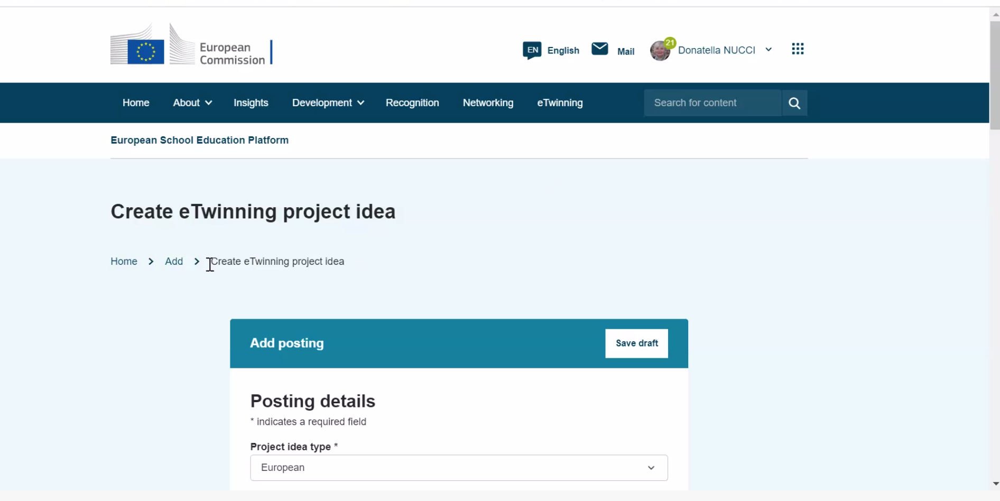 European
Commission
EN English
Mail
21
Donatella NUCCI
Home
About
Insights
Development
Recognition
Networking
eTwinning
Search for content
European School Education Platform
Create eTwinning project idea
Home > Add > Create eTwinning project idea
Add posting
Save draft
Posting details
* indicates a required field
Project idea type *
European